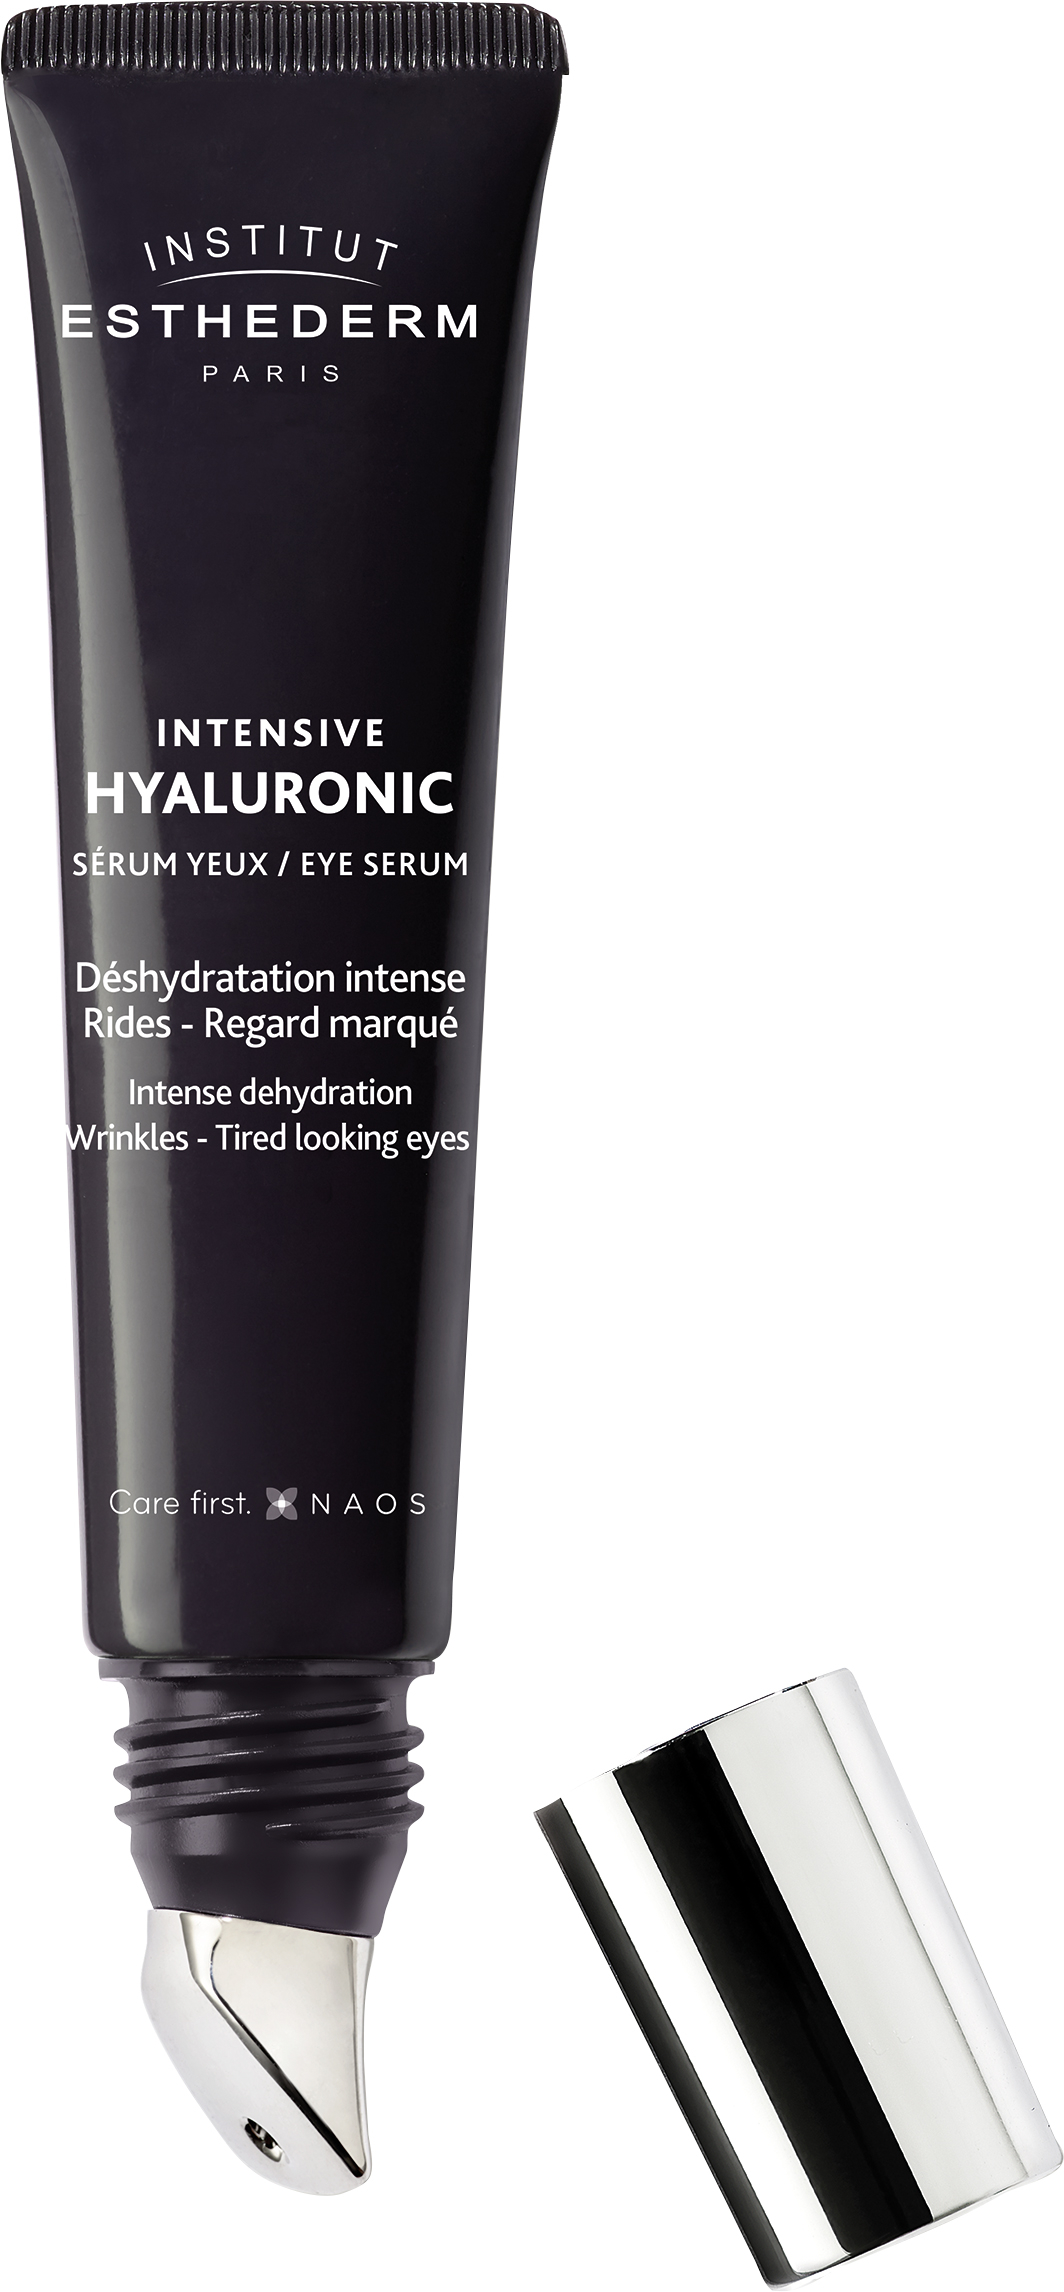 INSTITUT
ESTHEDERM
PARIS
INTENSIVE
HYALURONIC
SÉRUM YEUX / EYE SERUM
Déshydratation intense
Rides - Regard marqué
Intense dehydration
Wrinkles - Tired looking eyes
Care first. NAOS